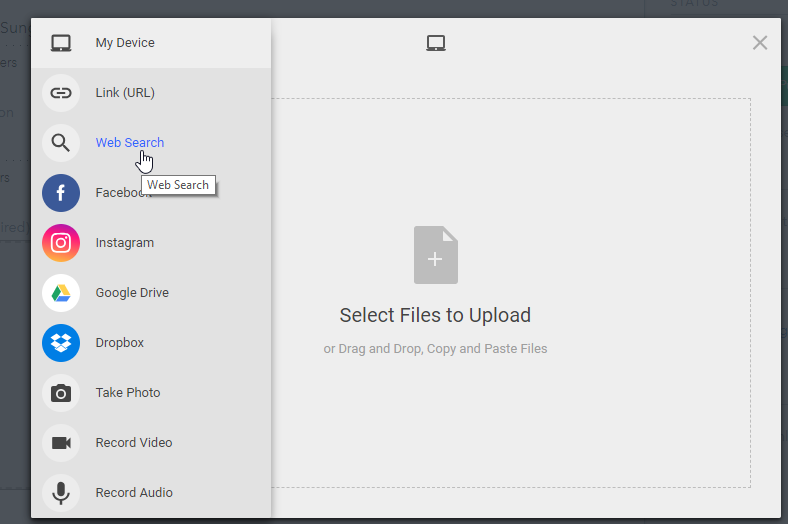 STATUS
My Device
Link (URL)
Web Search
Web Search
Facebook
Instagram
Google Drive
Dropbox
Take Photo
Record Video
Record Audio
Select Files to Upload
or Drag and Drop, Copy and Paste Files